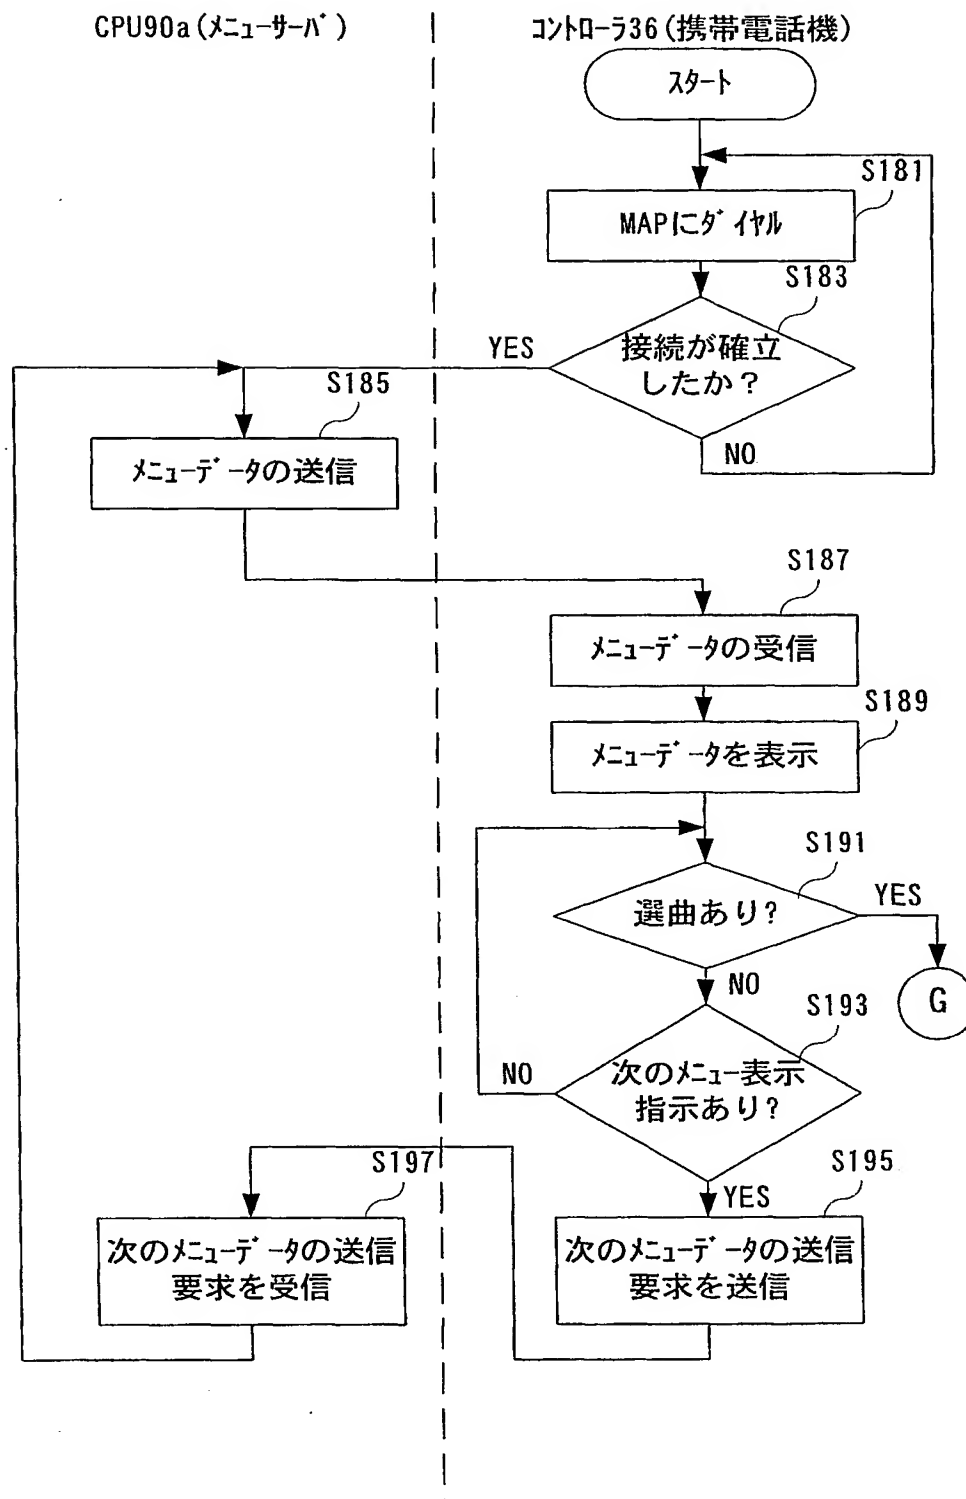 CPU90a(ﾒﾆｭｰｻｰﾊﾞ)
ｺﾝﾄﾛｰﾗ36(携帯電話機)
ｽﾀｰﾄ
S181
MAPにﾀﾞｲﾔﾙ
S183
接続が確立
したか?
YES
NO
S185
ﾒﾆｭｰﾃﾞｰﾀの送信
S187
ﾒﾆｭｰﾃﾞｰﾀの受信
S189
ﾒﾆｭｰﾃﾞｰﾀを表示
S191
選曲あり?
YES
NO
G
S193
次のﾒﾆｭｰ表示
指示あり?
NO
YES
S197
次のﾒﾆｭｰﾃﾞｰﾀの送信
要求を受信
S195
次のﾒﾆｭｰﾃﾞｰﾀの送信
要求を送信